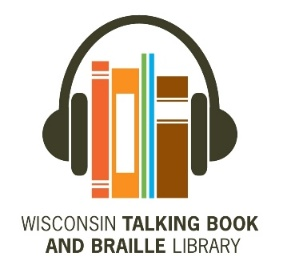 WISCONSIN TALKING BOOK
AND BRAILLE LIBRARY